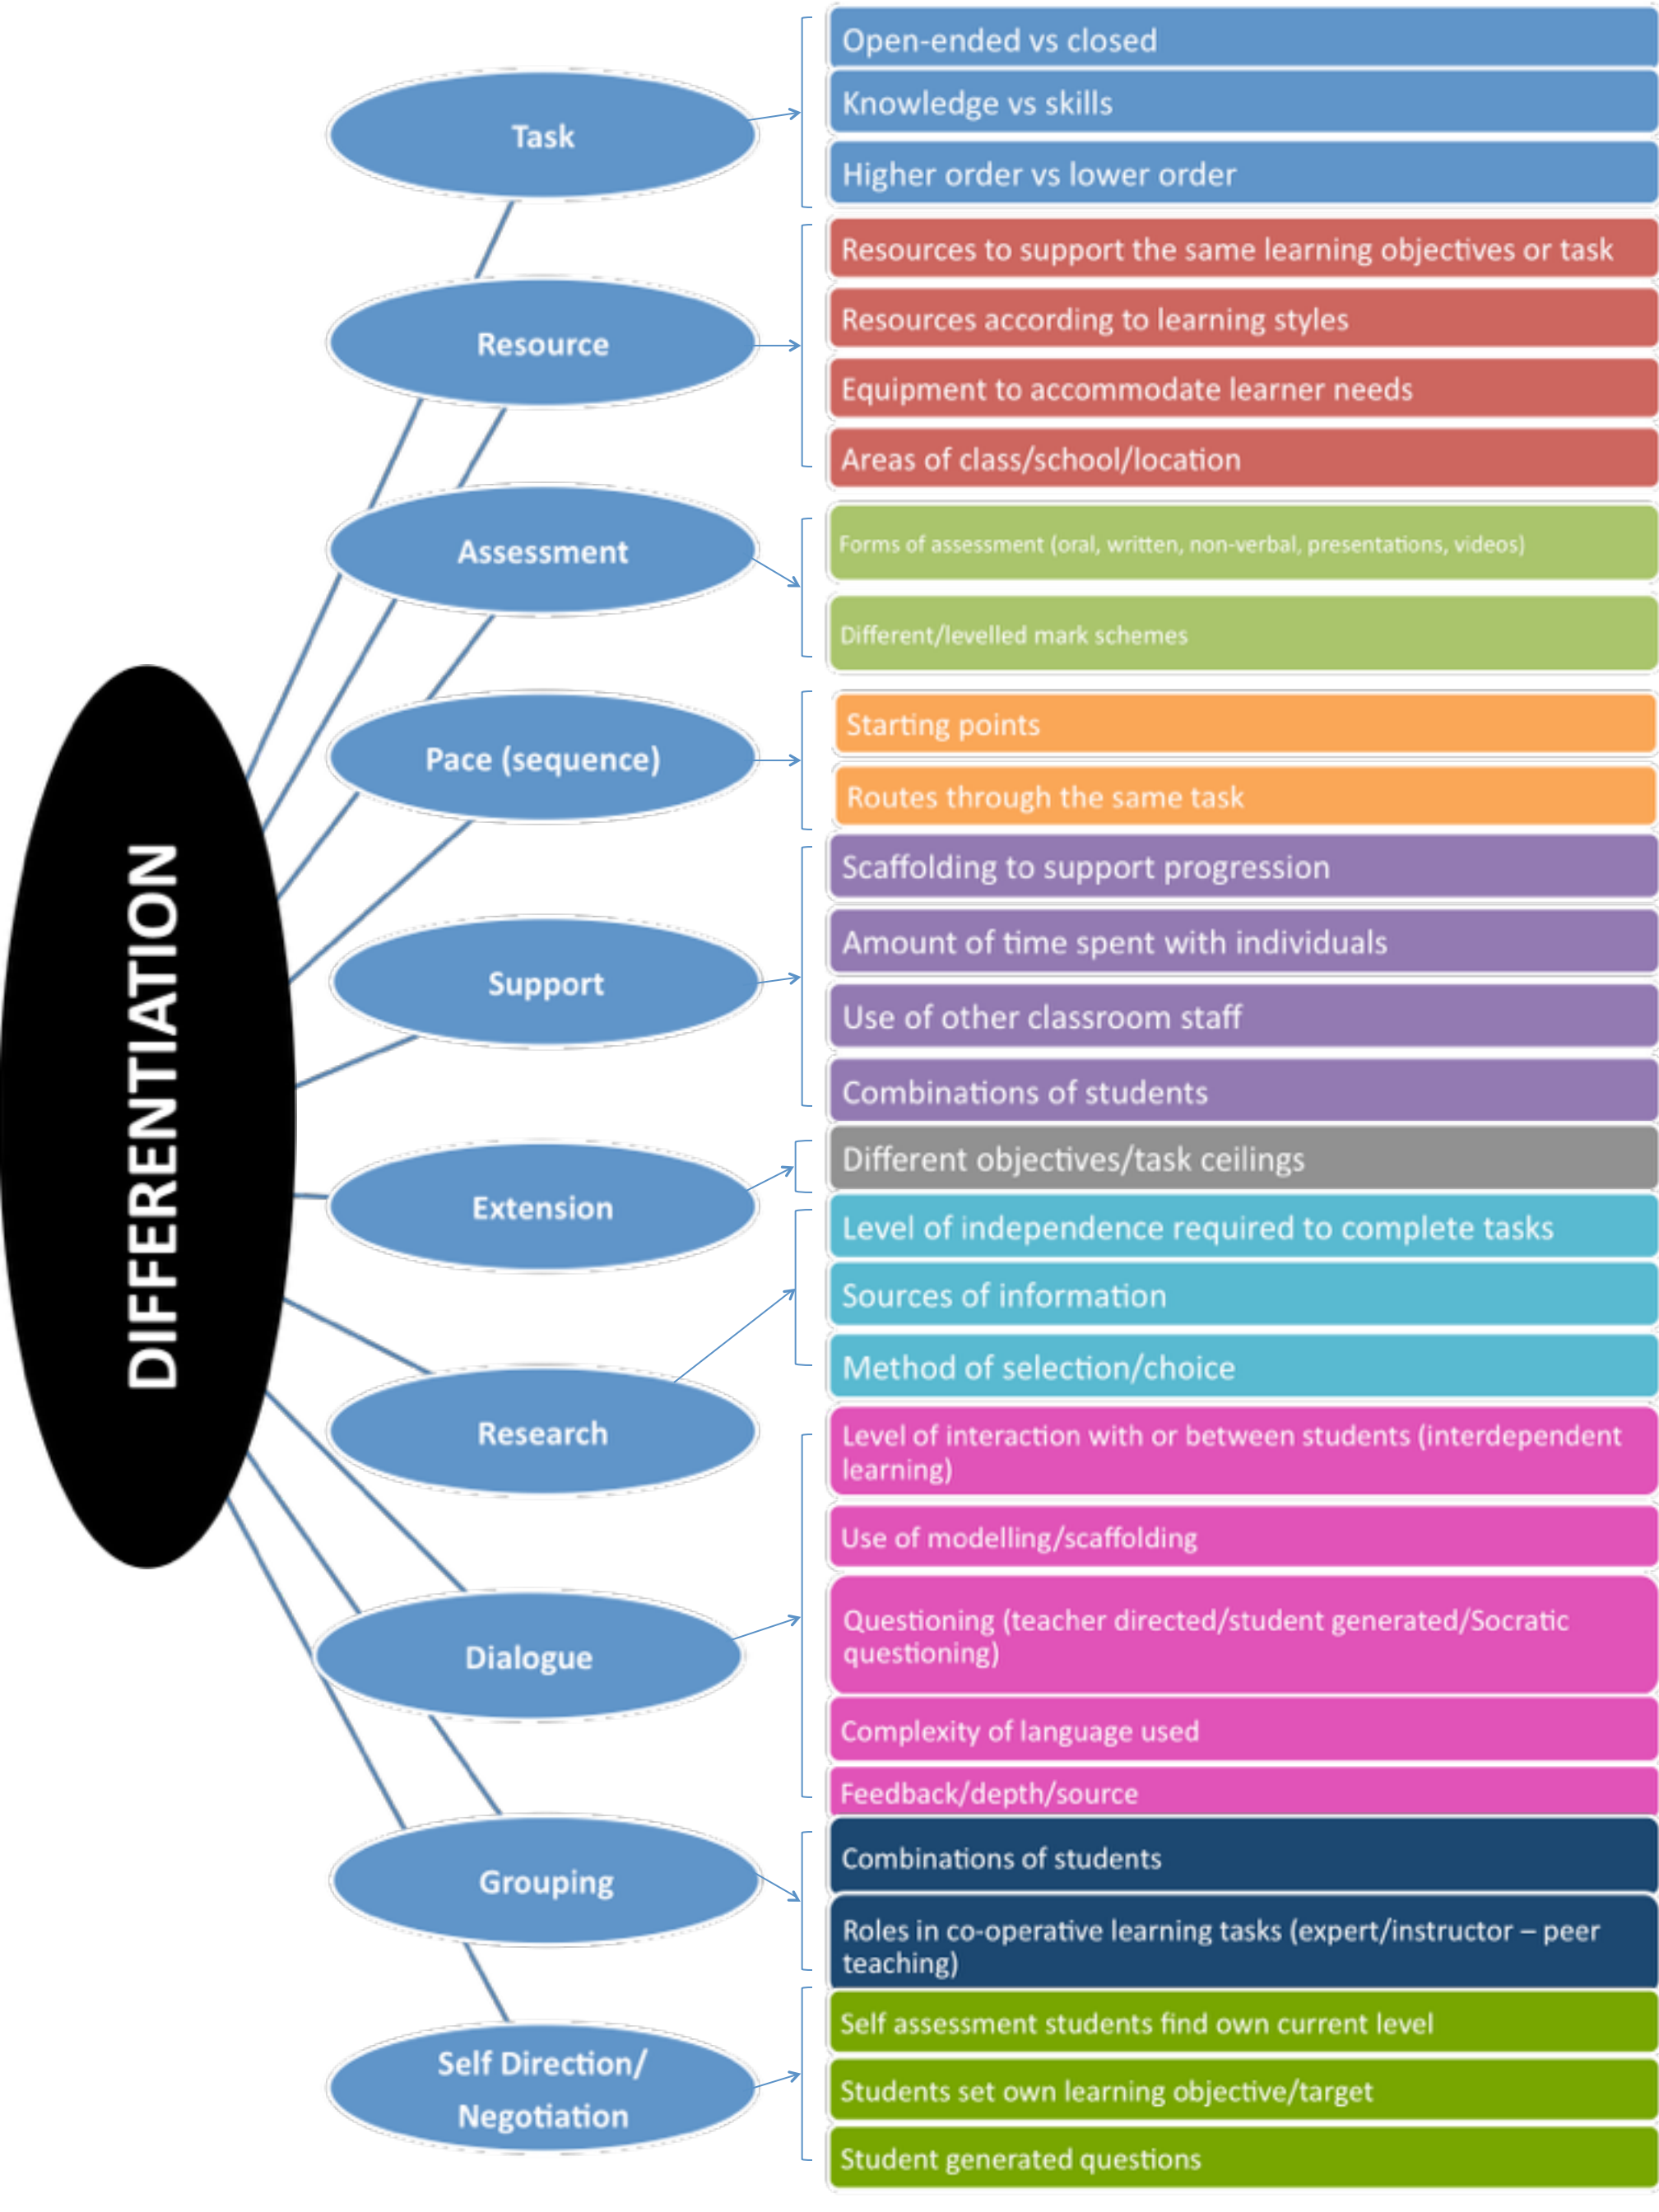 DIFFERENTIATION
Task
Open-ended vs closed
Knowledge vs skills
Higher order vs lower order
Resource
Resources to support the same learning objectives or task
Resources according to learning styles
Equipment to accommodate learner needs
Areas of class/school/location
Assessment
Forms of assessment (oral, written, non-verbal, presentations, videos)
Different/levelled mark schemes
Pace (sequence)
Starting points
Routes through the same task
Support
Scaffolding to support progression
Amount of time spent with individuals
Use of other classroom staff
Combinations of students
Extension
Different objectives/task ceilings
Research
Level of independence required to complete tasks
Sources of information
Method of selection/choice
Dialogue
Level of interaction with or between students (interdependent
learning)
Use of modelling/scaffolding
Questioning (teacher directed/student generated/Socratic
questioning)
Complexity of language used
Feedback/depth/source
Grouping
Combinations of students
Roles in co-operative learning tasks (expert/instructor – peer
teaching)
Self Direction/
Negotiation
Self assessment students find own current level
Students set own learning objective/target
Student generated questions